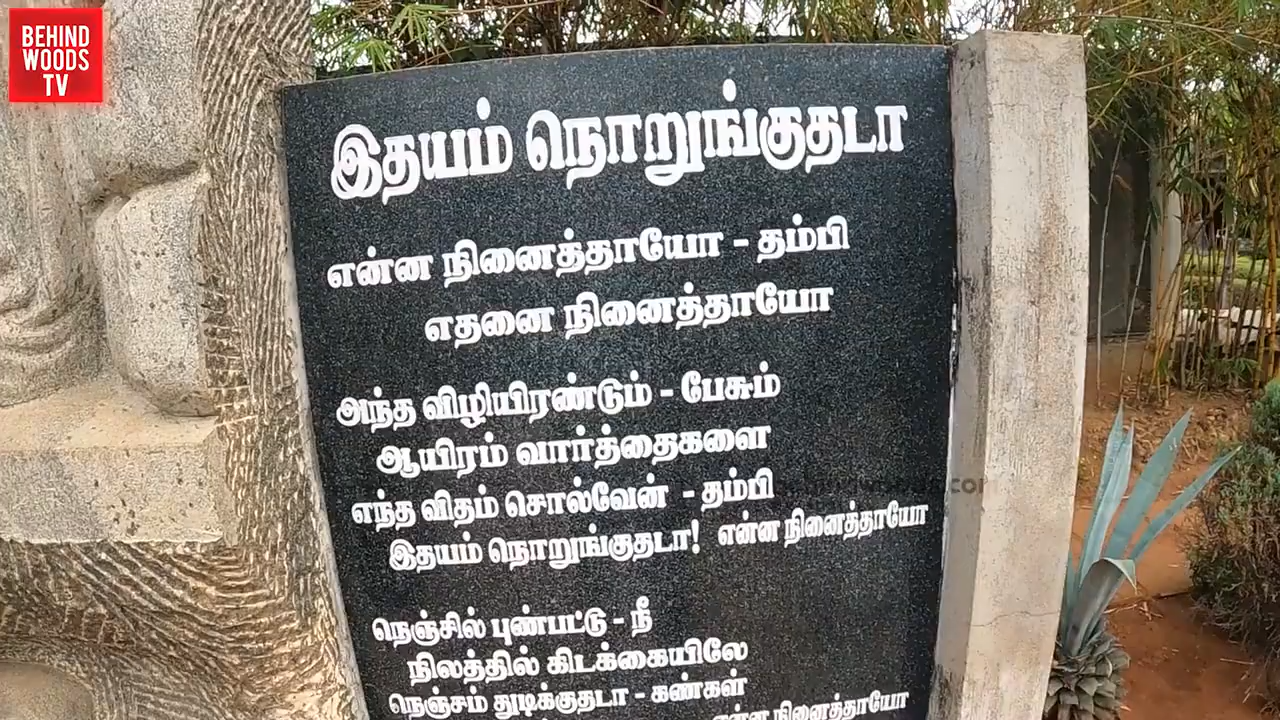 BEHIND
WOODS
TV
இதயம் நொறுங்குதடா
என்ன நினைத்தாயோ - தம்பி
எதனை நினைத்தாயோ
அந்த விழியிரண்டும் - பேசும்
ஆயிரம் வார்த்தைகளை
எந்த விதம் சொல்வேன் - தம்பி
இதயம் நொறுங்குதடா! என்ன நினைத்தாயோ
நெஞ்சில் புண்பட்டு - நீ
நிலத்தில் கிடக்கையிலே
நெஞ்சம் துடிக்குதடா - கண்கள்
என்ன நினைத்தாயோ